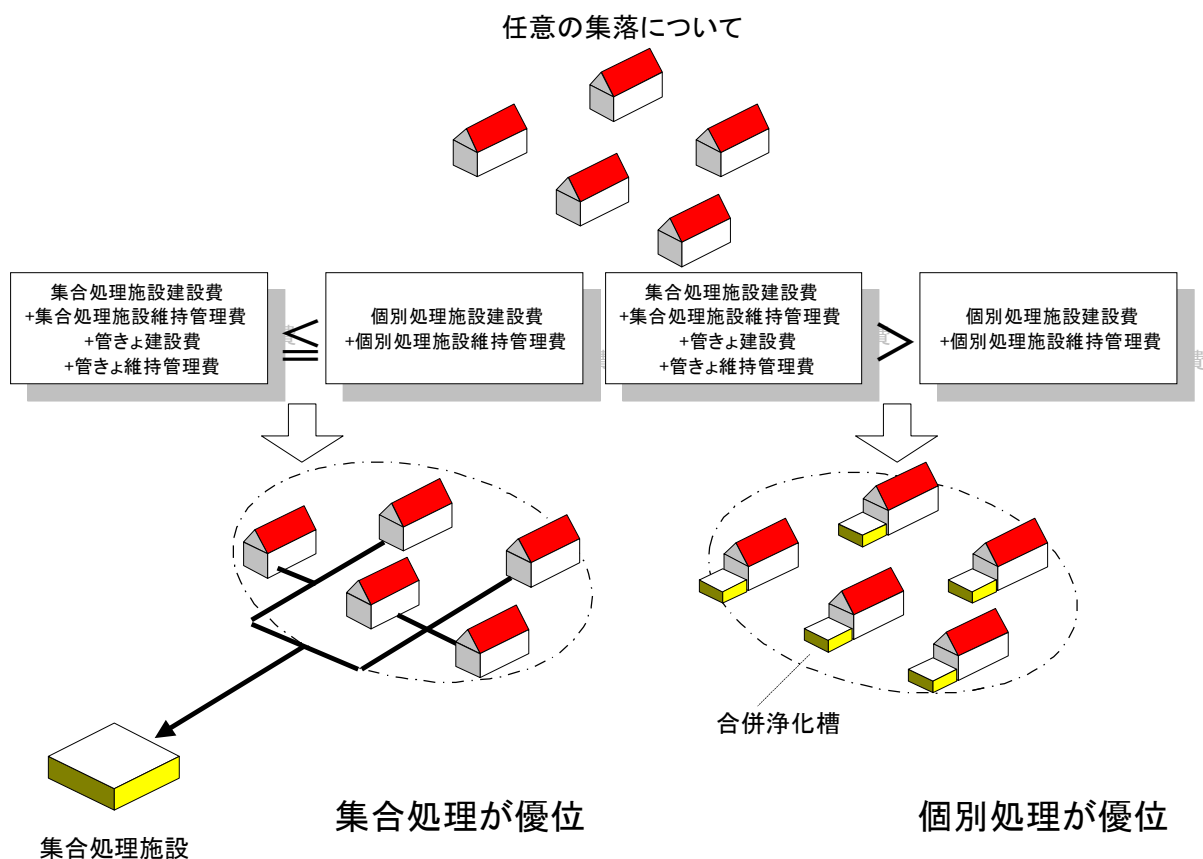 任意の集落について
集合処理施設建設費
+集合処理施設維持管理費
+管きょ建設費
+管きょ維持管理費
≦
個別処理施設建設費
+個別処理施設維持管理費
集合処理施設建設費
+集合処理施設維持管理費
+管きょ建設費
+管きょ維持管理費
>
個別処理施設建設費
+個別処理施設維持管理費
合併浄化槽
集合処理施設
集合処理が優位
個別処理が優位